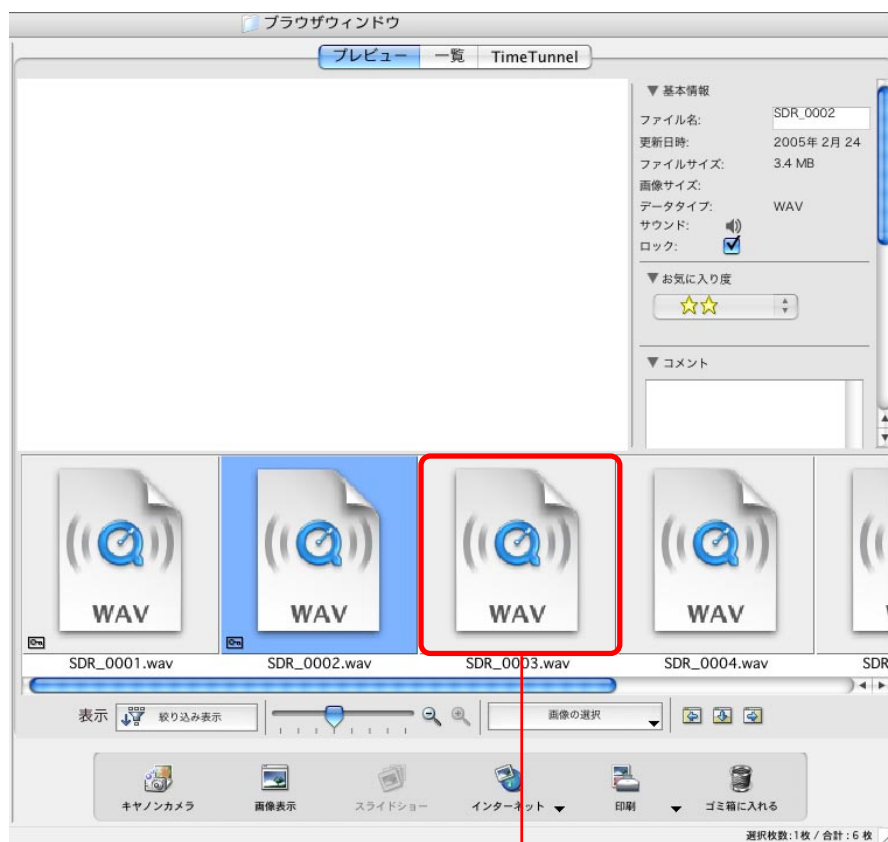 ブラウザウィンドウ
プレビュー 一覧 TimeTunnel
▼ 基本情報
ファイル名: SDR_0002
更新日時: 2005年 2月 24
ファイルサイズ: 3.4 MB
画像サイズ:
データタイプ: WAV
サウンド:
ロック:
▼ お気に入り度
▼ コメント
WAV WAV WAV WAV
SDR_0001.wav SDR_0002.wav SDR_0003.wav SDR_0004.wav SDR
表示 絞り込み表示 画像の選択
キヤノンカメラ 画像表示 スライドショー インターネット 印刷 ゴミ箱に入れる
選択枚数:1枚 / 合計:6 枚